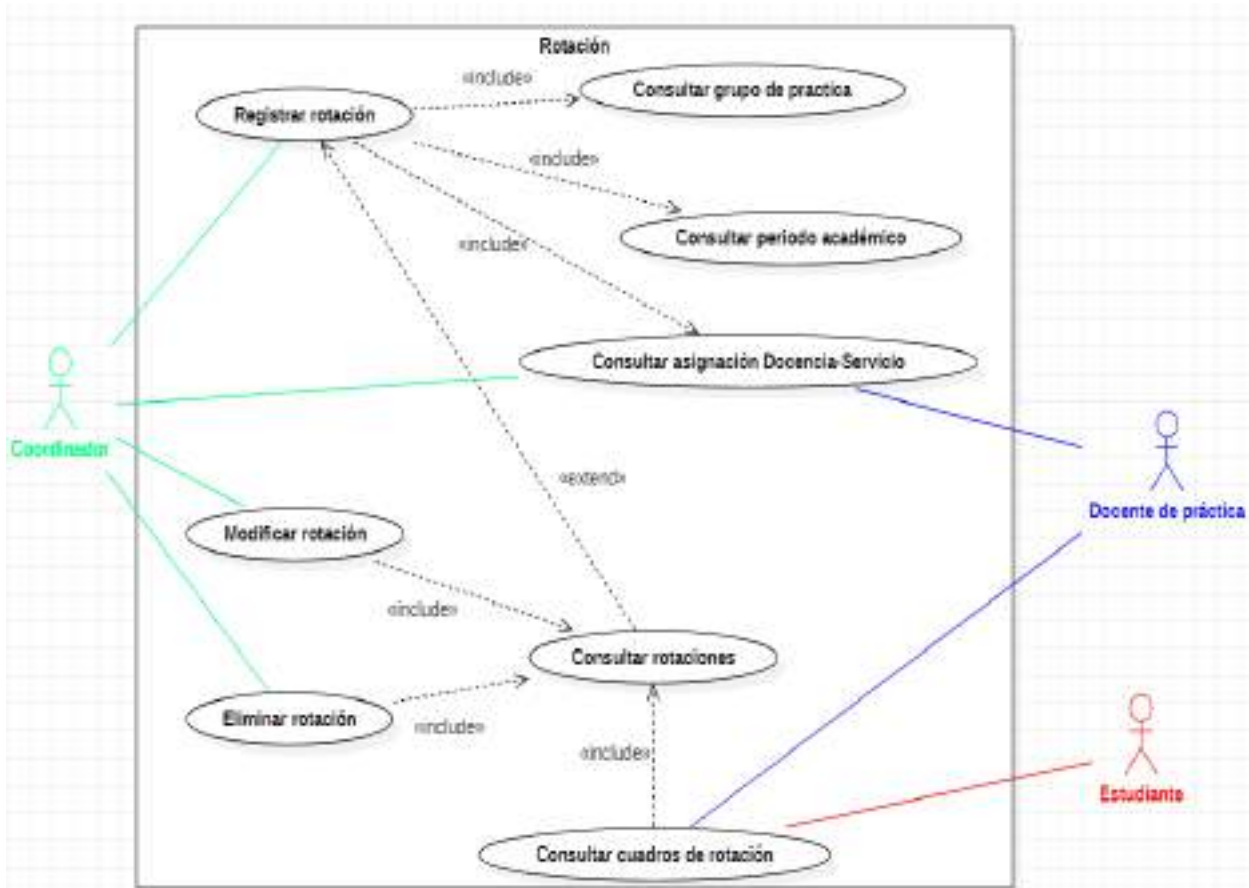 Rotación
«include»
Consultar grupo de practica
Registrar rotación
«include»
Consultar periodo académico
«include»
Consultar asignación Docencia-Servicio
Coordinador
«extend»
Docente de práctica
Modificar rotación
«include»
Consultar rotaciones
Eliminar rotación
«include»
«include»
Estudiante
Consultar cuadros de rotación